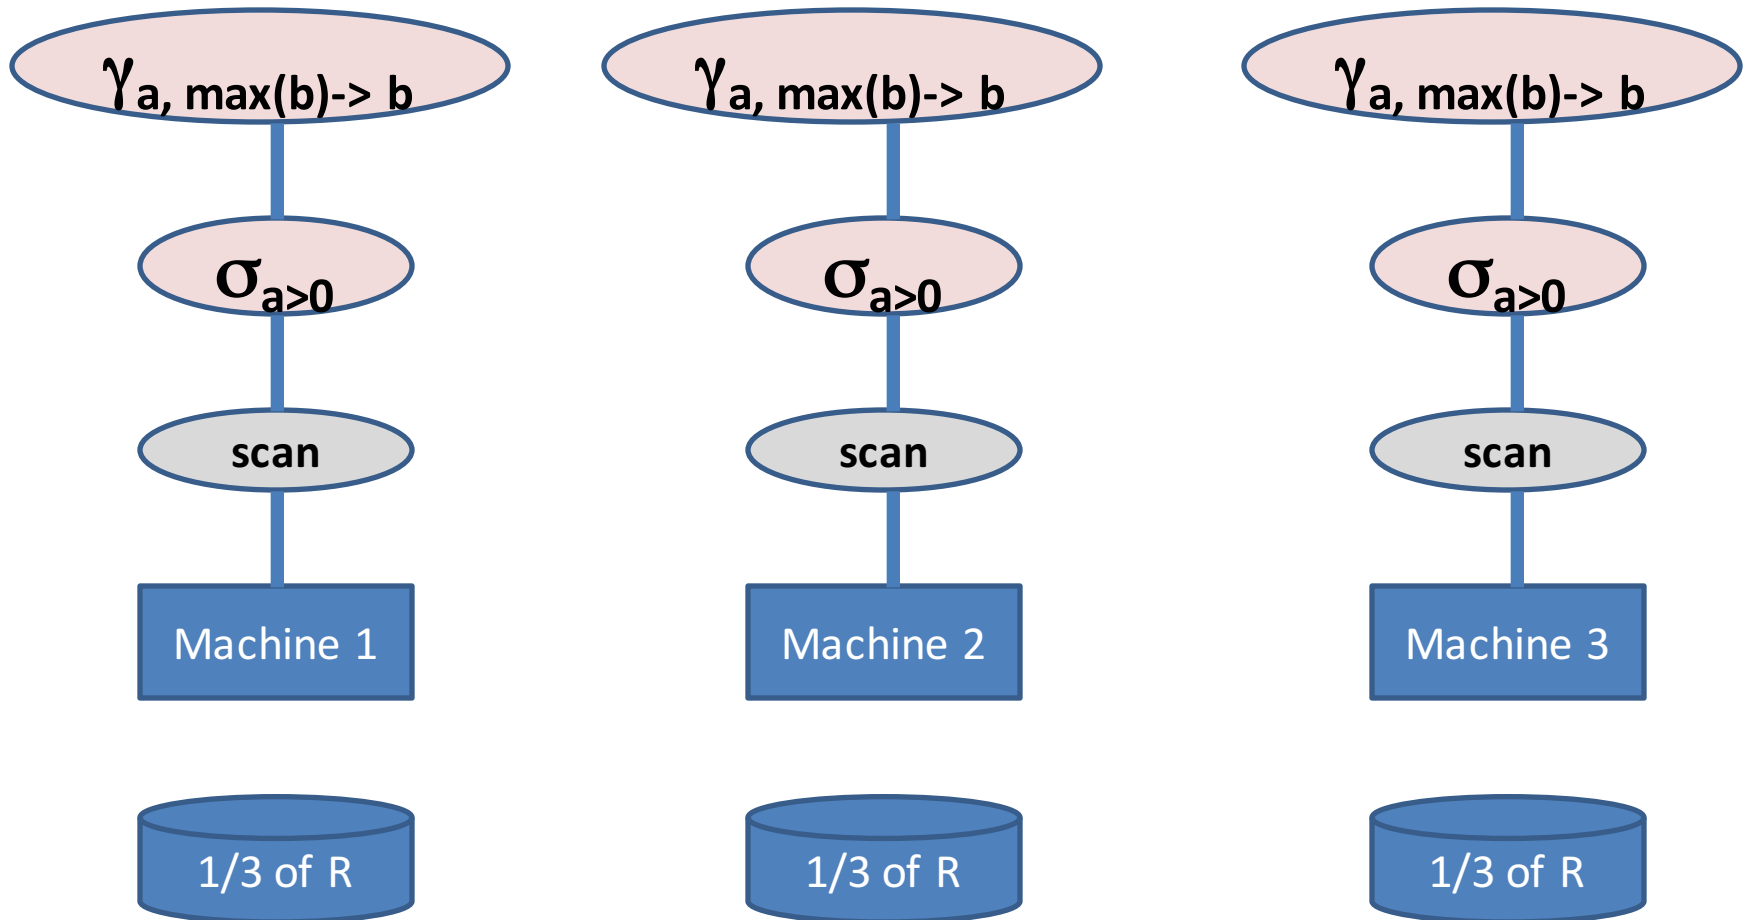 γa, max(b)-> b
γa, max(b)-> b
γa, max(b)-> b
σa>0
σa>0
σa>0
scan
scan
scan
Machine 1
Machine 2
Machine 3
1/3 of R
1/3 of R
1/3 of R